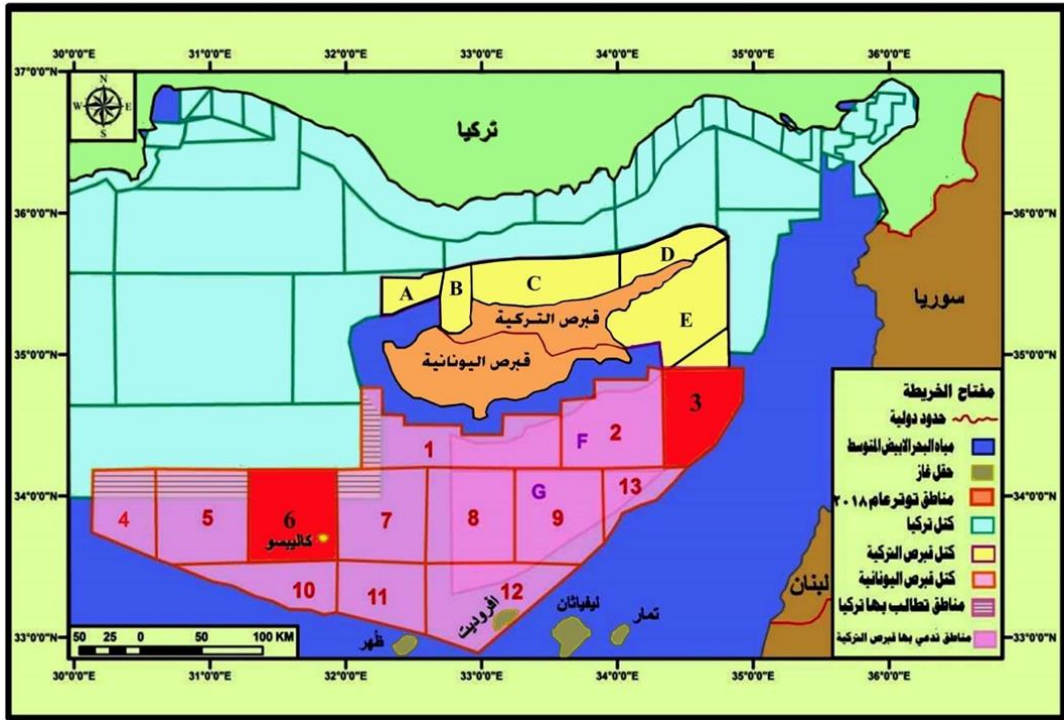 30°0'0"E 31°0'0"E 32°0'0"E 33°0'0"E 34°0'0"E 35°0'0"E 36°0'0"E
37°0'0"N 37°0'0"N
N
W E
S
تركيا
36°0'0"N 36°0'0"N
D
A B C
سوريا
قبرص التركية
E
35°0'0"N 35°0'0"N
قبرص اليونانية
مفتاح الخريطة
حدود دولية
مياه البحر الابيض المتوسط
حقل غاز
مناطق توتر عام ٢٠١٨
كتل تركيا
كتل قبرص التركية
كتل قبرص اليونانية
مناطق تطالب بها تركيا
مناطق تدعي بها قبرص التركية
3
1 F 2
34°0'0"N 34°0'0"N
G 13
4 5 6 7 8 9
كاليبسو
10 11 12
لبنان
افروديت
ليفياثان
تمار
ظهر
33°0'0"N 33°0'0"N
50 25 0 50 100 KM
30°0'0"E 31°0'0"E 32°0'0"E 33°0'0"E 34°0'0"E 35°0'0"E 36°0'0"E